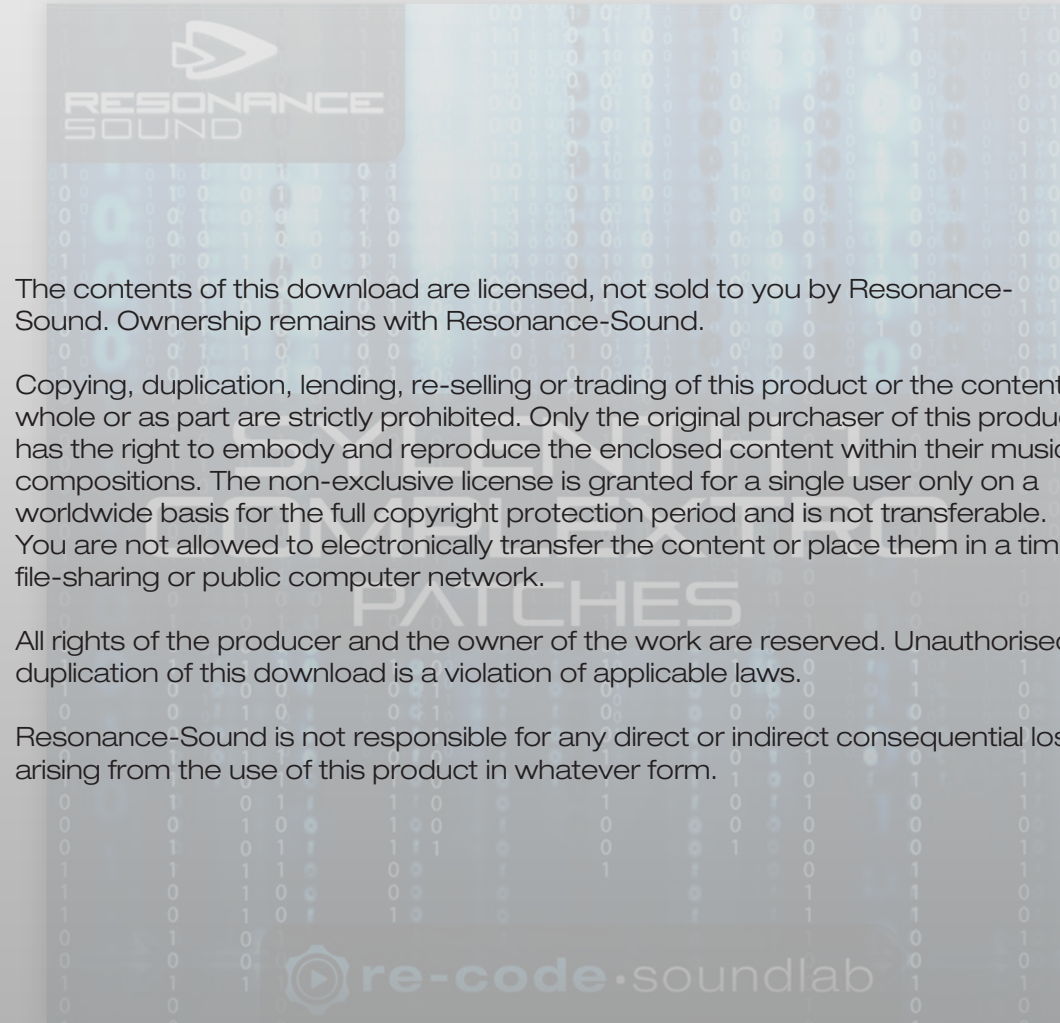 RESONANCE
SOUND
The contents of this download are licensed, not sold to you by Resonance-
Sound. Ownership remains with Resonance-Sound.
Copying, duplication, lending, re-selling or trading of this product or the content
whole or as part are strictly prohibited. Only the original purchaser of this produc
has the right to embody and reproduce the enclosed content within their music
compositions. The non-exclusive license is granted for a single user only on a
worldwide basis for the full copyright protection period and is not transferable.
You are not allowed to electronically transfer the content or place them in a tim
file-sharing or public computer network.
All rights of the producer and the owner of the work are reserved. Unauthorised
duplication of this download is a violation of applicable laws.
Resonance-Sound is not responsible for any direct or indirect consequential los
arising from the use of this product in whatever form.
SYLENTH 1
COMPLEXTRO
PATCHES
re-code·soundlab